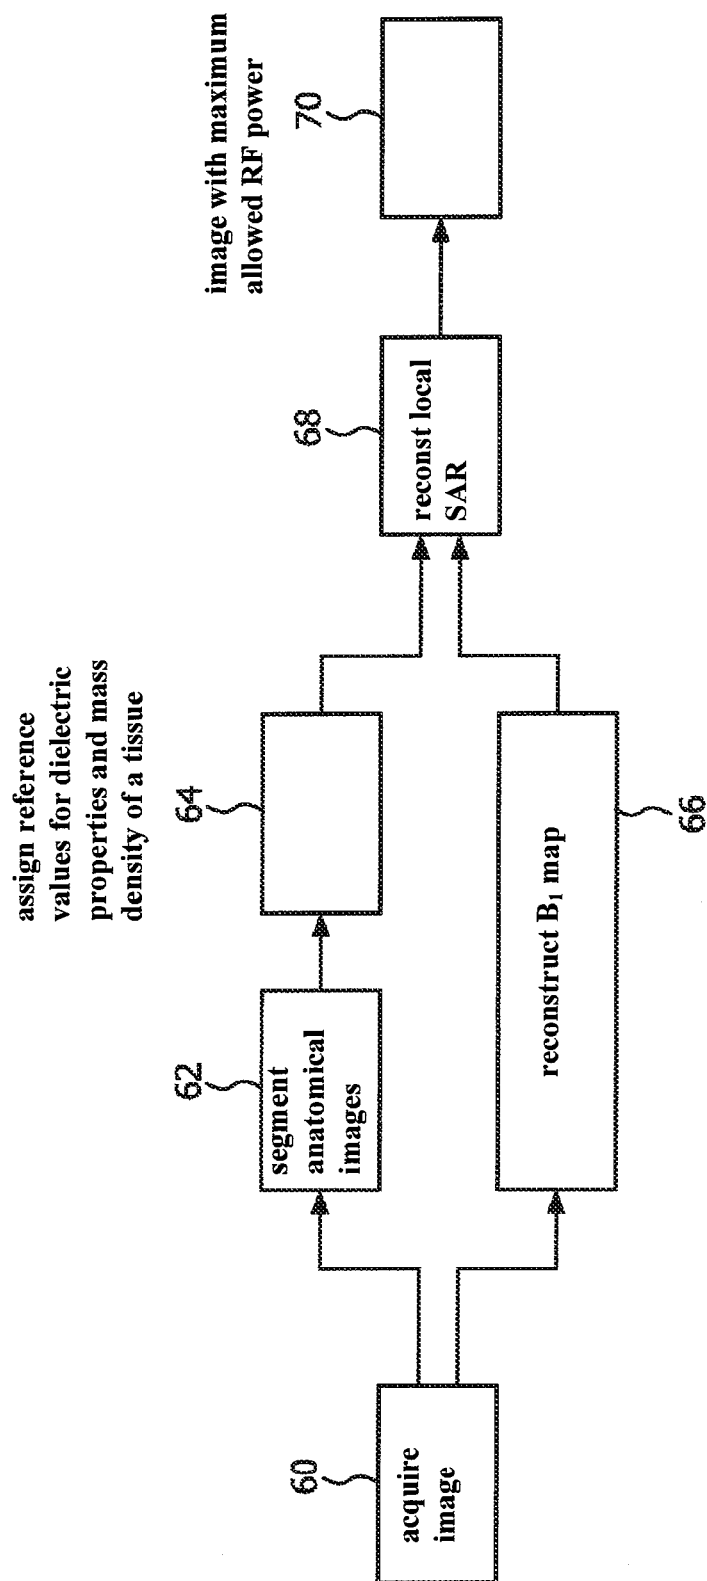 60
acquire
image
62
segment
anatomical
images
assign reference
values for dielectric
properties and mass
density of a tissue
64
reconstruct B₁ map
66
68
reconst local
SAR
image with maximum
allowed RF power
70